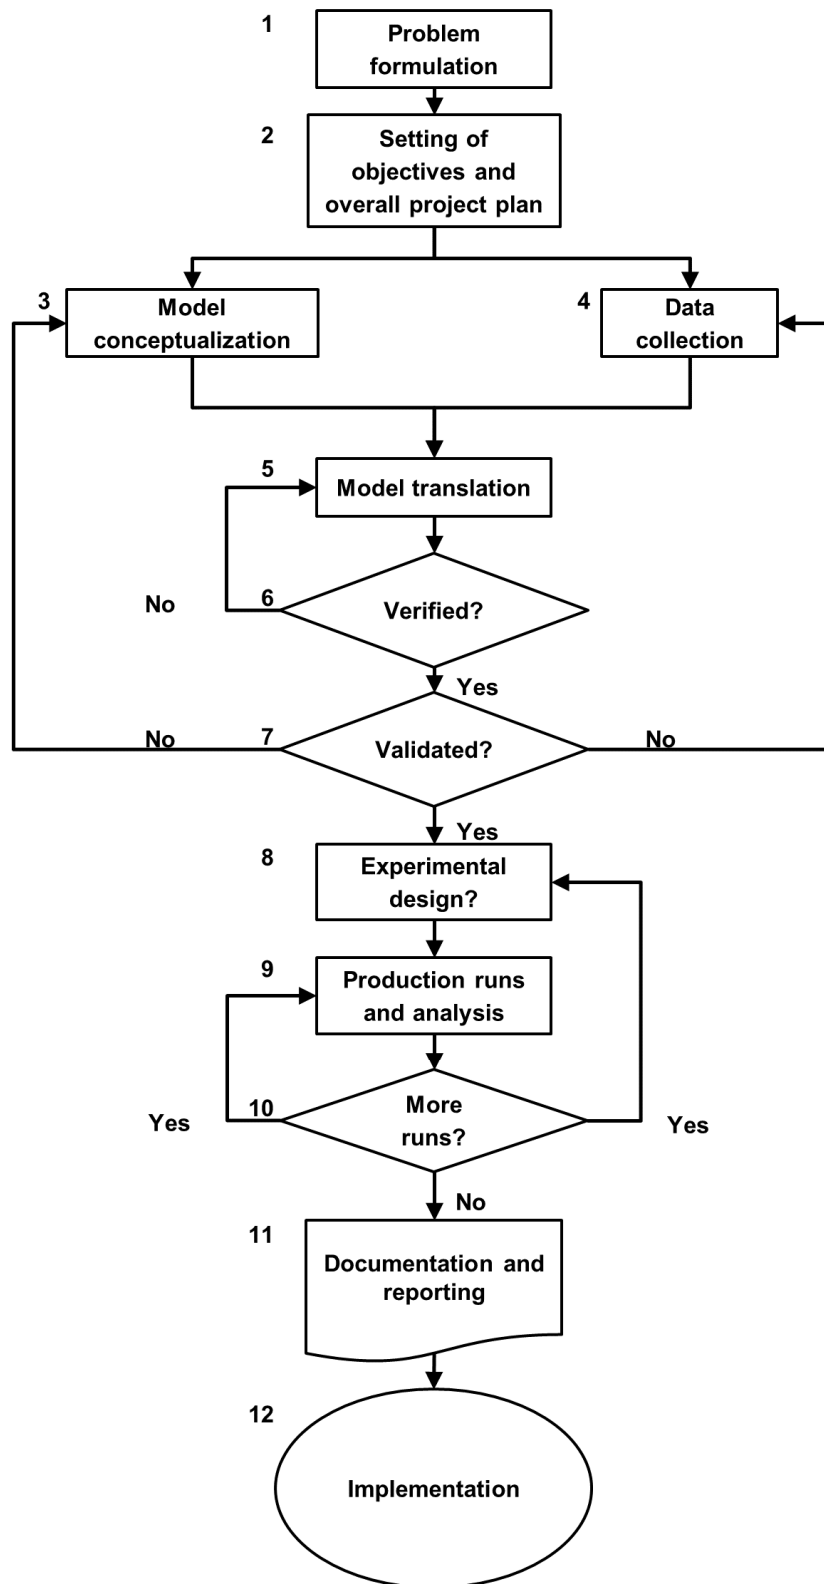 1
Problem
formulation
2
Setting of
objectives and
overall project plan
3
Model
conceptualization
4
Data
collection
5
Model translation
No
6
Verified?
Yes
No
7
Validated?
No
Yes
8
Experimental
design?
9
Production runs
and analysis
Yes
10
More
runs?
Yes
No
11
Documentation and
reporting
12
Implementation